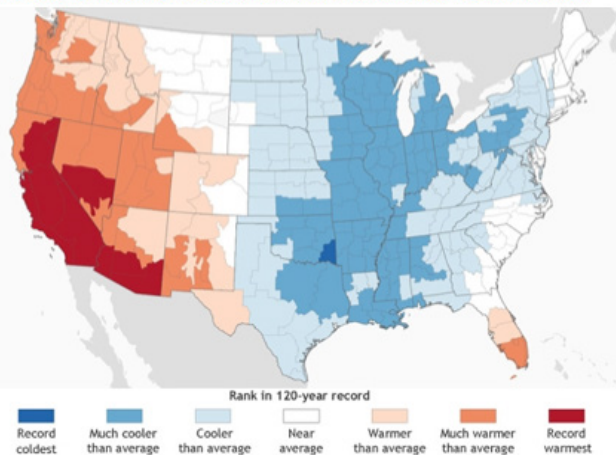 Rank in 120-year record
Record coldest
Much cooler than average
Cooler than average
Near average
Warmer than average
Much warmer than average
Record warmest